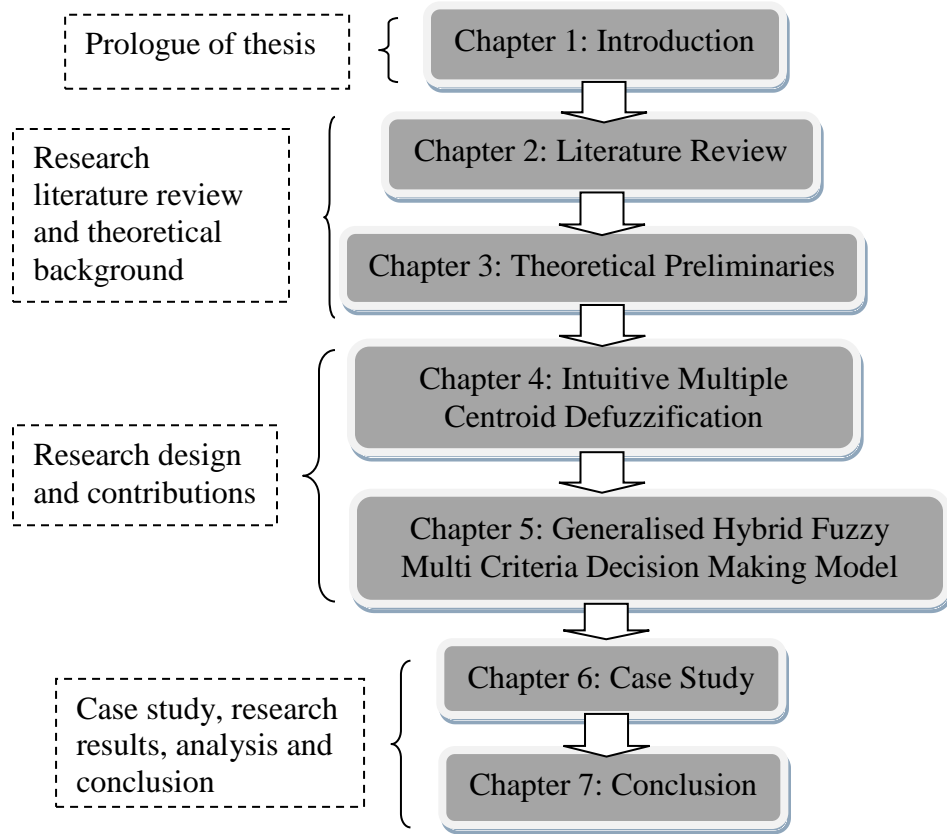 Prologue of thesis
Chapter 1: Introduction
Research
literature review
and theoretical
background
Chapter 2: Literature Review
Chapter 3: Theoretical Preliminaries
Research design
and contributions
Chapter 4: Intuitive Multiple
Centroid Defuzzification
Chapter 5: Generalised Hybrid Fuzzy
Multi Criteria Decision Making Model
Case study, research
results, analysis and
conclusion
Chapter 6: Case Study
Chapter 7: Conclusion